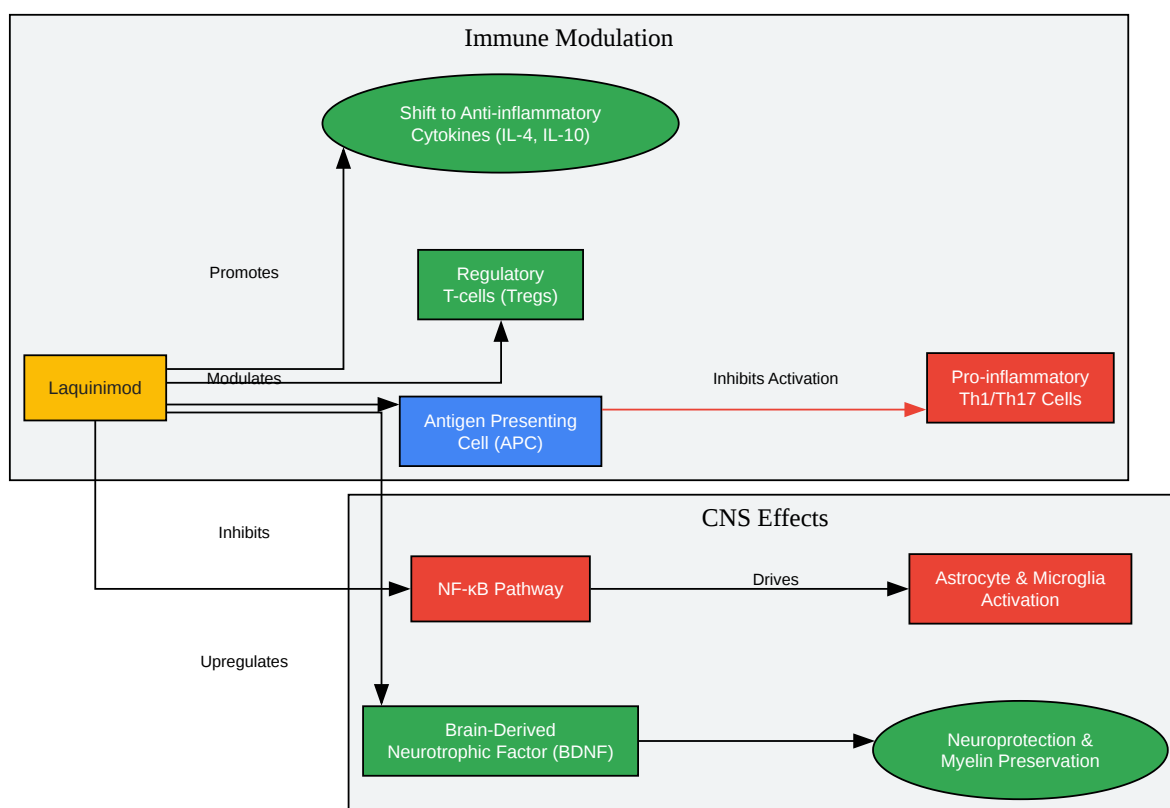 Immune Modulation
Shift to Anti-inflammatory
Cytokines (IL-4, IL-10)
Promotes
Regulatory
T-cells (Tregs)
Laquinimod
Modulates
Inhibits Activation
Pro-inflammatory
Th1/Th17 Cells
Antigen Presenting
Cell (APC)
CNS Effects
Inhibits
NF-κB Pathway
Drives
Astrocyte & Microglia
Activation
Upregulates
Brain-Derived
Neurotrophic Factor (BDNF)
Neuroprotection &
Myelin Preservation